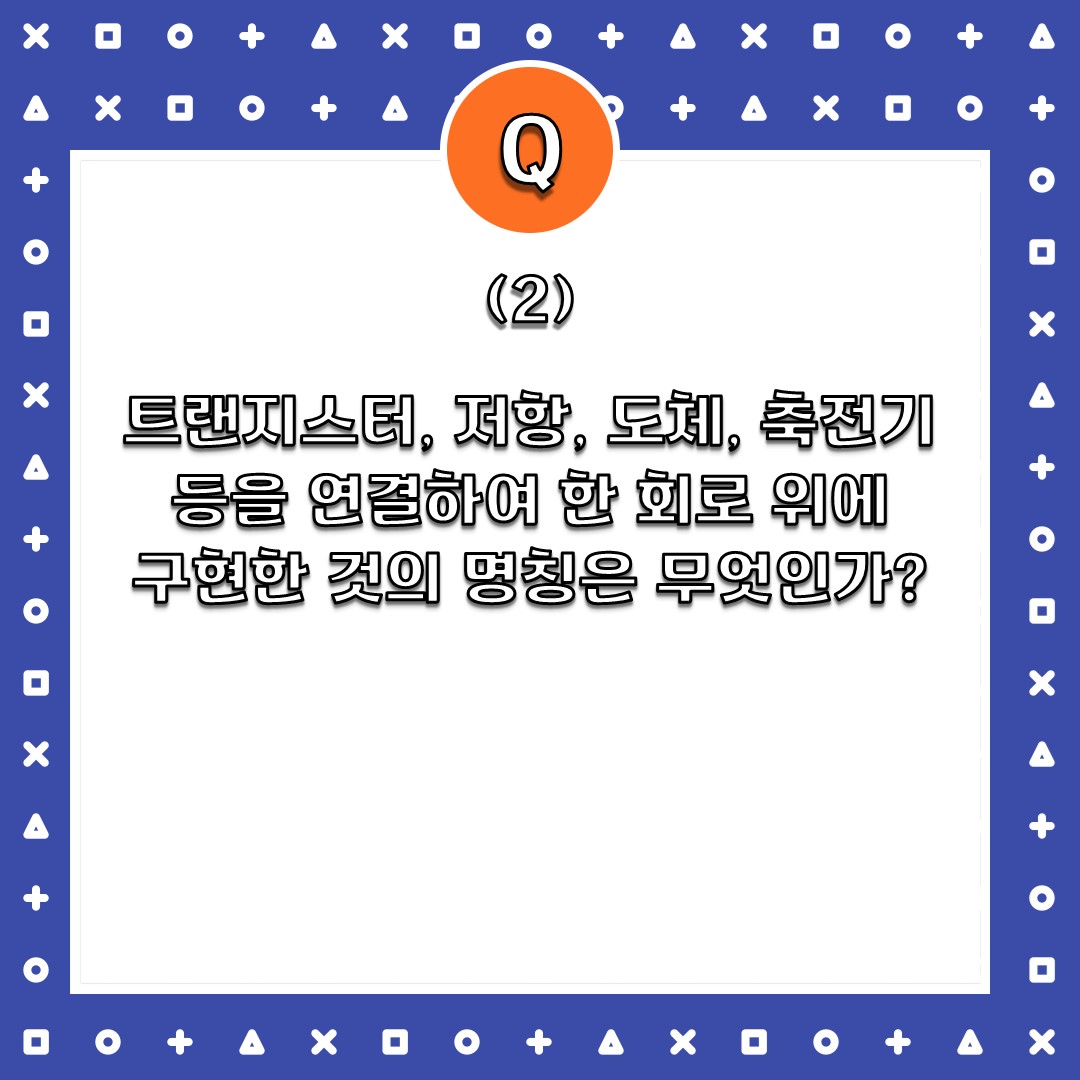 Q
(2)
트랜지스터, 저항, 도체, 축전기
등을 연결하여 한 회로 위에
구현한 것의 명칭은 무엇인가?